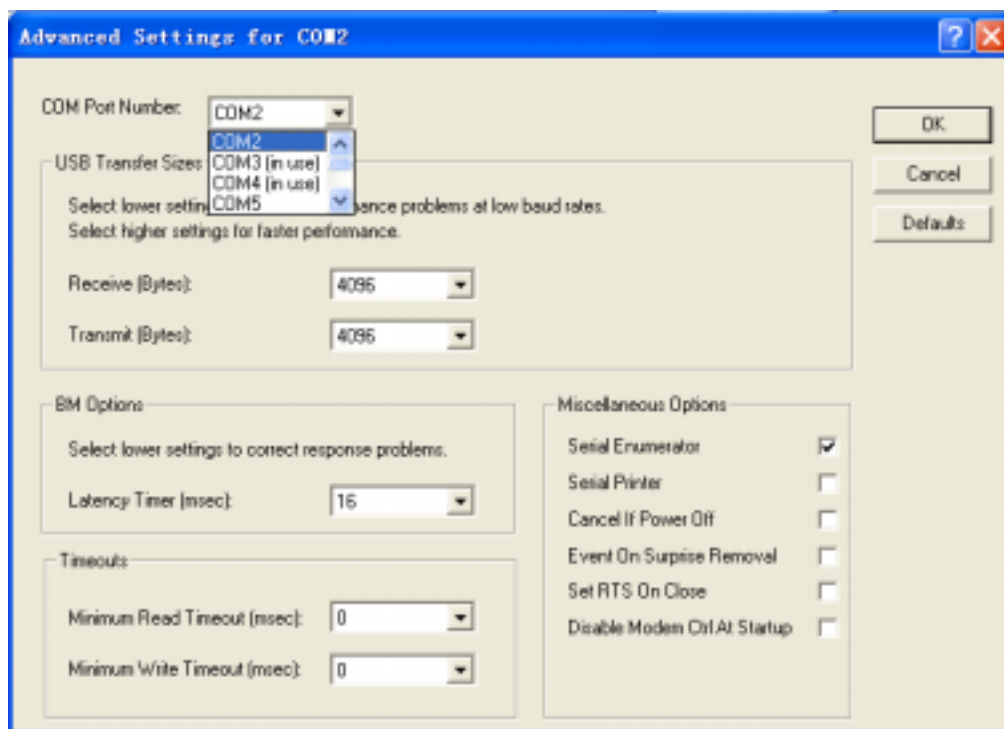 Advanced Settings for COM2
COM Port Number:
COM2
OK
COM2
COM3 (in use)
COM4 (in use)
COM5
Cancel
Defaults
USB Transfer Sizes
Select lower settin ance problems at low baud rates.
Select higher settings for faster performance.
Receive (Bytes):
4096
Transmit (Bytes):
4096
BM Options
Select lower settings to correct response problems.
Latency Timer (msec):
16
Timeouts
Minimum Read Timeout (msec):
0
Minimum Write Timeout (msec):
0
Miscellaneous Options
Serial Enumerator
Serial Printer
Cancel If Power Off
Event On Surprise Removal
Set RTS On Close
Disable Modem Ctrl At Startup